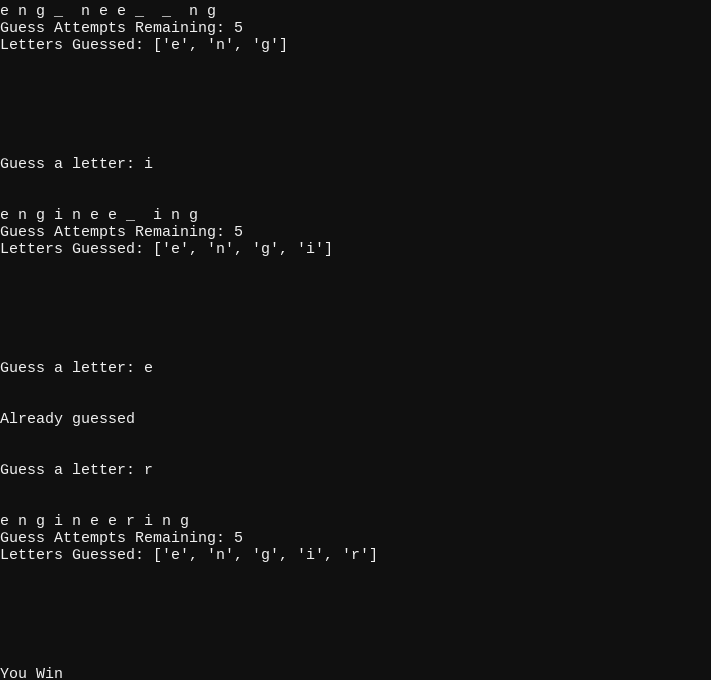 e n g _  n e e _  _  n g
Guess Attempts Remaining: 5
Letters Guessed: ['e', 'n', 'g']
Guess a letter: i
e n g i n e e _  i n g
Guess Attempts Remaining: 5
Letters Guessed: ['e', 'n', 'g', 'i']
Guess a letter: e
Already guessed
Guess a letter: r
e n g i n e e r i n g
Guess Attempts Remaining: 5
Letters Guessed: ['e', 'n', 'g', 'i', 'r']
You Win